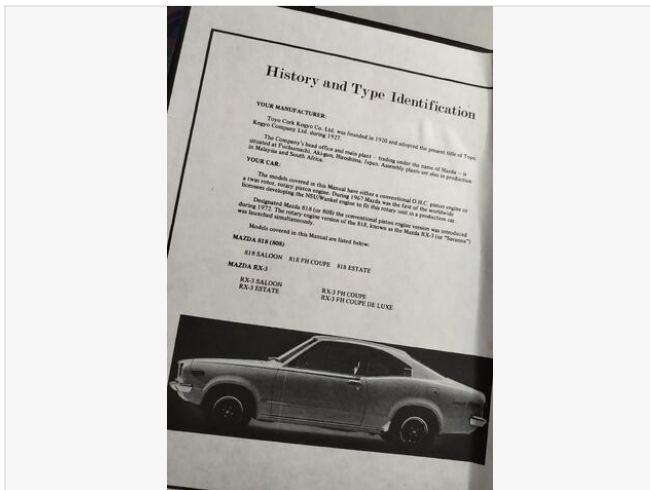 History and Type Identification
YOUR MANUFACTURER:
Toyo Cork Kogyo Co. Ltd. was founded in 1920 and adopted the present title of Toyo
Kogyo Company Ltd. during 1927.
The Company's head office and main plant – trading under the name of Mazda – is
situated at Fuchumachi, Aki-gun, Hiroshima, Japan. Assembly plants are also in production
in Malaysia and South Africa.
YOUR CAR:
The models covered in this Manual have either a conventional O.H.C. piston engine or
a twin rotor, rotary piston engine. During 1967 Mazda was the first of the worldwide
licensees developing the NSU/Wankel engine to fit this rotary unit in a production car.
Designated Mazda 818 (or 808) the conventional piston engine version was introduced
during 1972. The rotary engine version of the 818, known as the Mazda RX-3 (or "Savanna")
was launched simultaneously.
Models covered in this Manual are listed below:
MAZDA 818 (808)
818 SALOON 818 FH COUPE 818 ESTATE
MAZDA RX-3
RX-3 SALOON RX-3 FH COUPE
RX-3 ESTATE RX-3 FH COUPE DE LUXE